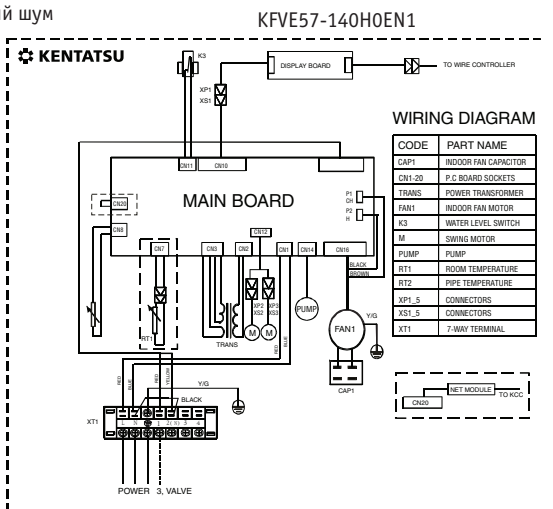 й шум
KFVE57-140H0EN1
KENTATSU
K3
DISPLAY BOARD
TO WIRE CONTROLLER
XP1
XS1
WIRING DIAGRAM
CODE PART NAME
CAP1 INDOOR FAN CAPACITOR
CN1-20 P.C BOARD SOCKETS
TRANS POWER TRANSFORMER
FAN1 INDOOR FAN MOTOR
K3 WATER LEVEL SWITCH
M SWING MOTOR
PUMP PUMP
RT1 ROOM TEMPERATURE
RT2 PIPE TEMPERATURE
XP1_5 CONNECTORS
XS1_5 CONNECTORS
XT1 7-WAY TERMINAL
CN11 CN10
MAIN BOARD
P1
CH
P2
H
CN20
CN8
CN12
CN7 CN3 CN2 CN1 CN14 CN16
BLACK
BROWN
XP2 XP3
XS2 XS3
M M
PUMP
RT1
TRANS
FAN1
Y/G
CAP1
RED BLUE
RED BLUE RED YELLOW
Y/G
BLACK
XT1
L N 1 2(S) 3 4
POWER 3, VALVE
NET MODULE
TO KCC
CN20